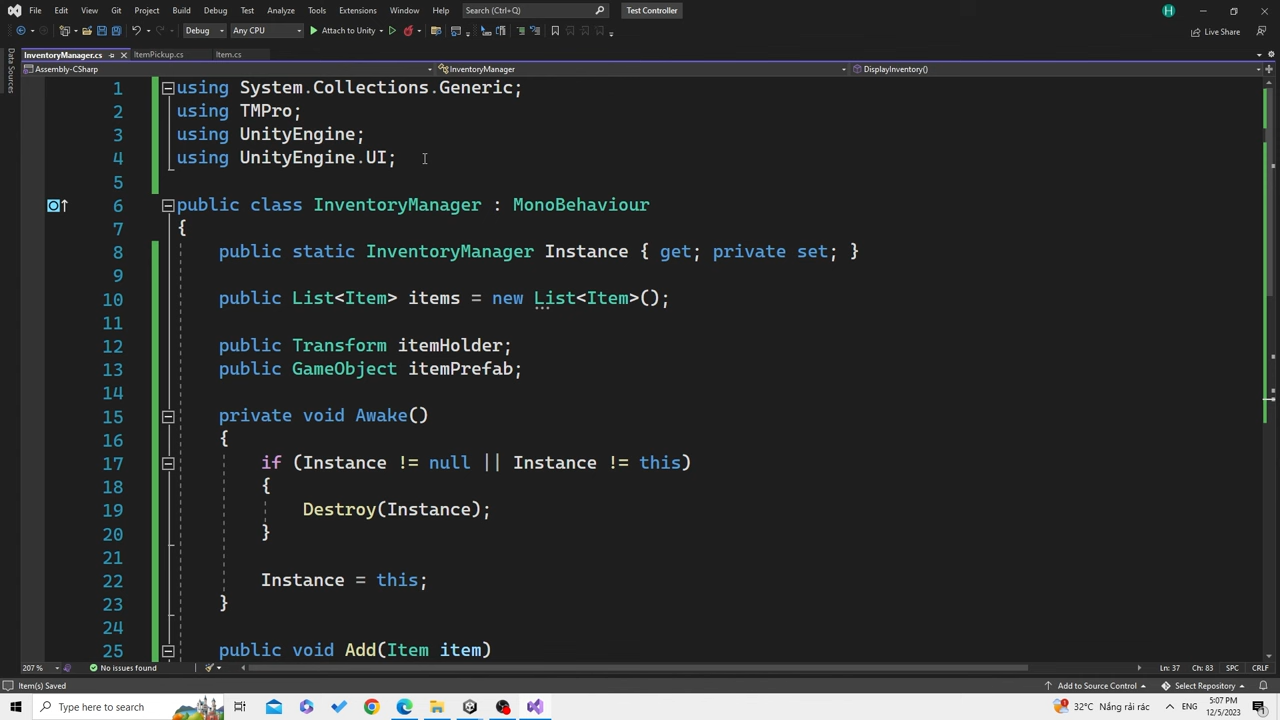 File Edit View Git Project Build Debug Test Analyze Tools Extensions Window Help Search (Ctrl+Q) Test Controller H
Debug Any CPU Attach to Unity Live Share
InventoryManager.cs ItemPickup.cs Item.cs
Assembly-CSharp InventoryManager DisplayInventory()
Data Sources
1 using System.Collections.Generic;
2 using TMPro;
3 using UnityEngine;
4 using UnityEngine.UI;
5
6 public class InventoryManager : MonoBehaviour
7 {
8 public static InventoryManager Instance { get; private set; }
9
10 public List<Item> items = new List<Item>();
11
12 public Transform itemHolder;
13 public GameObject itemPrefab;
14
15 private void Awake()
16 {
17 if (Instance != null || Instance != this)
18 {
19 Destroy(Instance);
20 }
21
22 Instance = this;
23 }
24
25 public void Add(Item item)
207 % No issues found Ln: 37 Ch: 83 SPC CRLF
Item(s) Saved Add to Source Control Select Repository
Type here to search 32°C Nắng rải rác 5:07 PM
12/5/2023 1